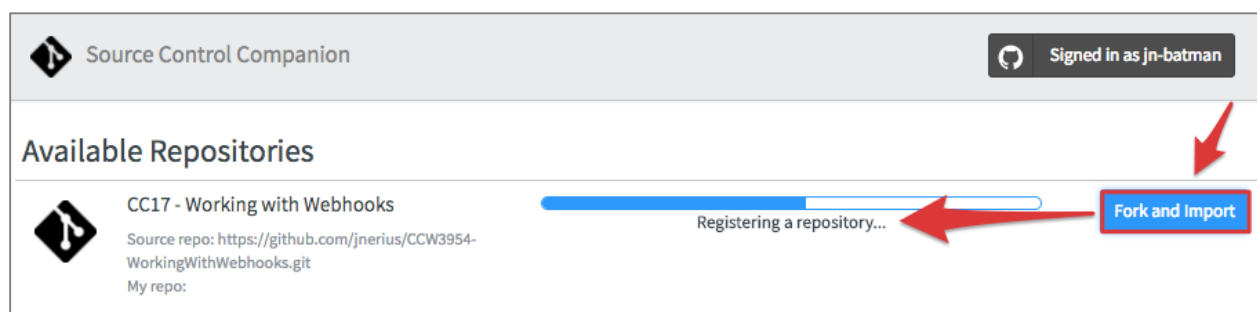 Source Control Companion
Signed in as jn-batman
Available Repositories
CC17 - Working with Webhooks
Registering a repository...
Fork and Import
Source repo: https://github.com/jnerius/CCW3954-
WorkingWithWebhooks.git
My repo: